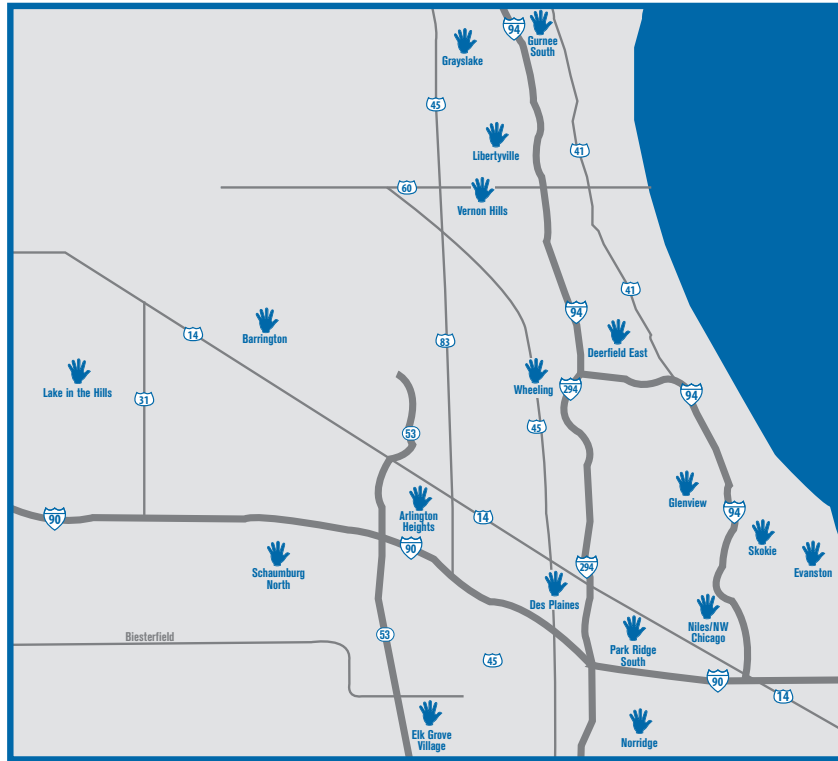 94
Gurnee
South
Grayslake
45
Libertyville
41
60
Vernon Hills
41
94
14
Barrington
83
Deerfield East
Lake in the Hills
31
Wheeling
294
94
53
45
Glenview
Arlington
Heights
14
90
94
90
Skokie
Schaumburg
North
294
Evanston
Des Plaines
Niles/NW
Chicago
Biesterfield
53
Park Ridge
South
45
90
14
Elk Grove
Village
Norridge